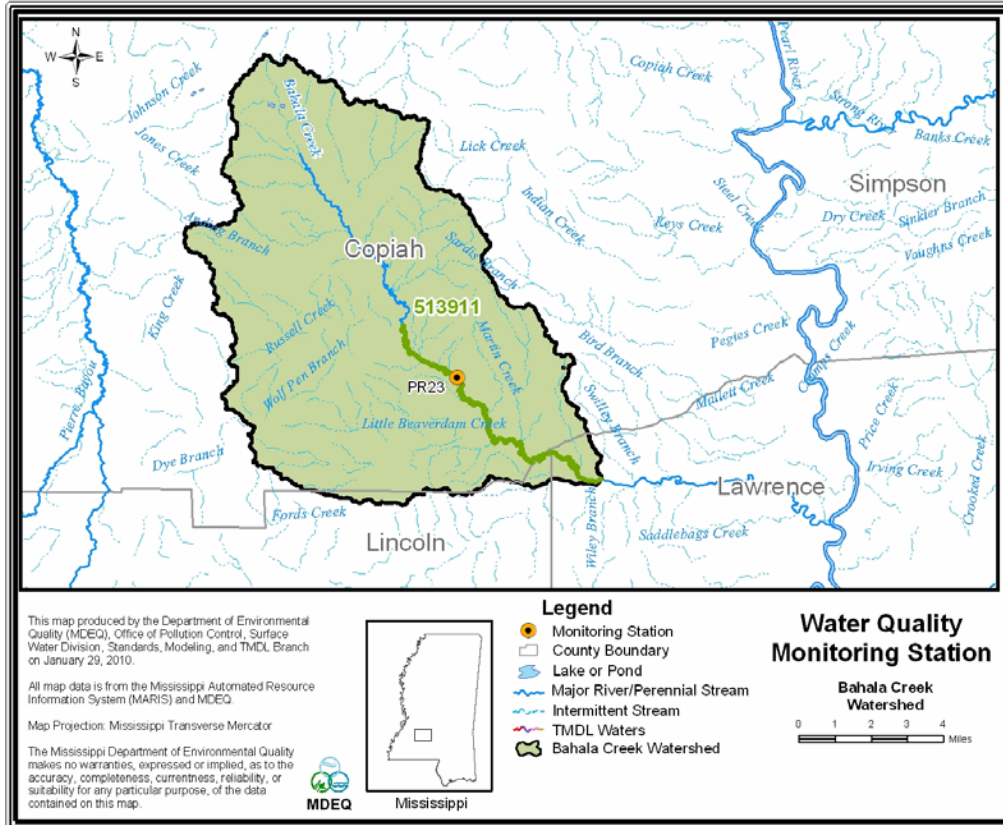 N
W E
S
Johnson Creek
Jones Creek
Bahala Creek
Copiah Creek
Pearl River
Strong River
Banks Creek
Lick Creek
Simpson
Indian Creek
Keys Creek
Steel Creek
Dry Creek
Sinkler Branch
Vaughns Creek
Branch
Copiah
Sardis Branch
King Creek
513911
Russell Creek
Martin Creek
Bird Branch
Pegies Creek
Wolf Pen Branch
PR23
Mallett Creek
Copiah Creek
Swilley Branch
Pierre Bayou
Little Beaverdam Creek
Price Creek
Dye Branch
Irving Creek
Crooked Creek
Lawrence
Fords Creek
Wiley Branch
Saddlebags Creek
Lincoln
This map produced by the Department of Environmental
Quality (MDEQ), Office of Pollution Control, Surface
Water Division, Standards, Modeling, and TMDL Branch
on January 29, 2010.
All map data is from the Mississippi Automated Resource
Information System (MARIS) and MDEQ.
Map Projection: Mississippi Transverse Mercator
The Mississippi Department of Environmental Quality
makes no warranties, expressed or implied, as to the
accuracy, completeness, currentness, reliability, or
suitability for any particular purpose, of the data
contained on this map.
MDEQ
Mississippi
Legend
Monitoring Station
County Boundary
Lake or Pond
Major River/Perennial Stream
Intermittent Stream
TMDL Waters
Bahala Creek Watershed
Water Quality
Monitoring Station
Bahala Creek
Watershed
0 1 2 3 4
Miles